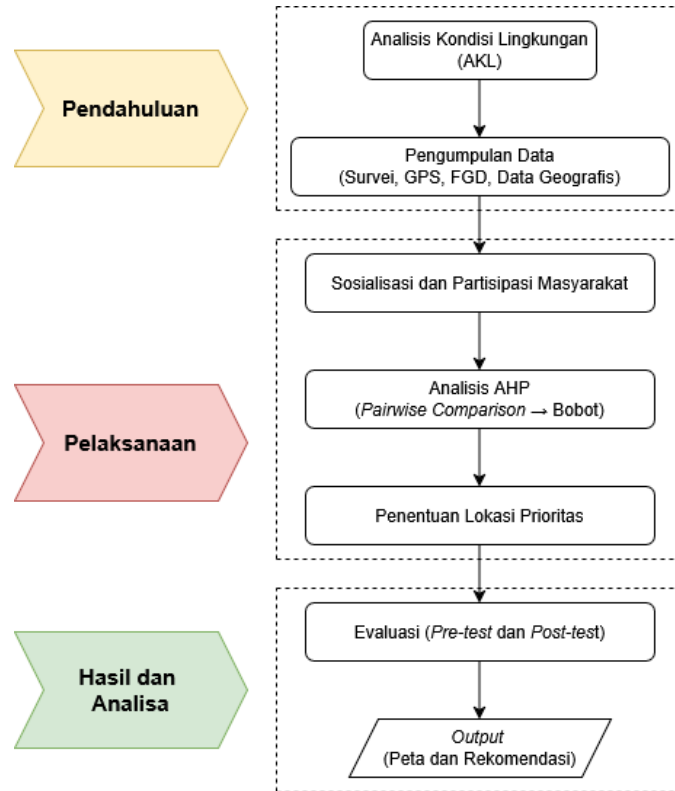 Pendahuluan
Analisis Kondisi Lingkungan
(AKL)
Pengumpulan Data
(Survei, GPS, FGD, Data Geografis)
Pelaksanaan
Sosialisasi dan Partisipasi Masyarakat
Analisis AHP
(Pairwise Comparison → Bobot)
Penentuan Lokasi Prioritas
Hasil dan
Analisa
Evaluasi (Pre-test dan Post-test)
Output
(Peta dan Rekomendasi)